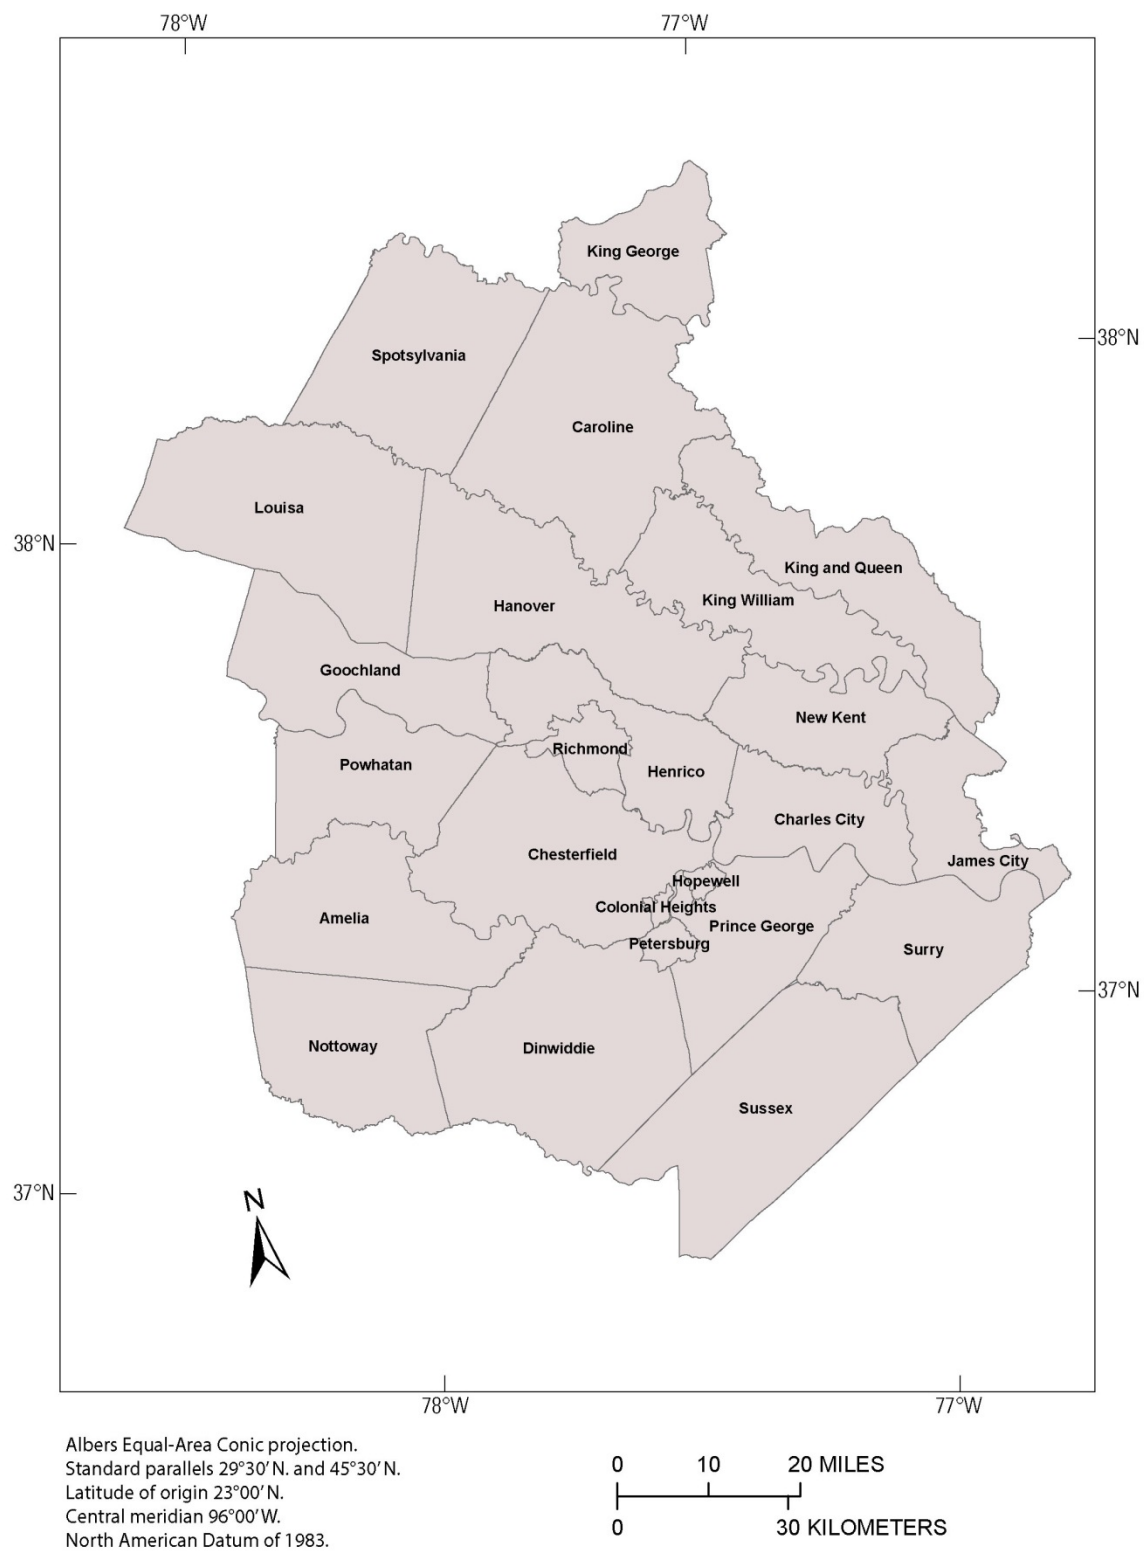 78°W
77°W
King George
38°N
Spotsylvania
Caroline
Louisa
38°N
King and Queen
King William
Hanover
Goochland
New Kent
Richmond
Powhatan
Henrico
Charles City
Chesterfield
James City
Hopewell
Colonial Heights
Amelia
Prince George
Petersburg
Surry
37°N
Nottoway
Dinwiddie
Sussex
37°N
N
78°W
77°W
Albers Equal-Area Conic projection.
Standard parallels 29°30' N. and 45°30' N.
Latitude of origin 23°00' N.
Central meridian 96°00' W.
North American Datum of 1983.
0 10 20 MILES
0 30 KILOMETERS